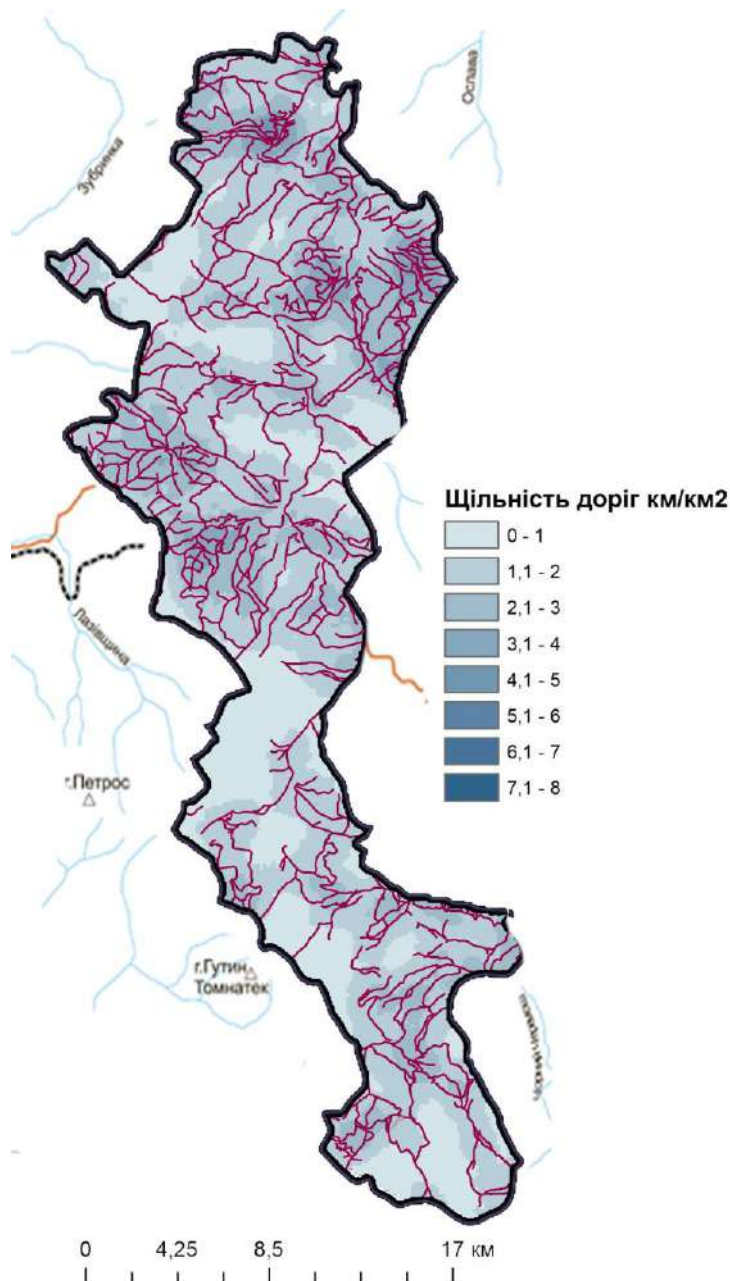 Ослава
Зубринка
Щільність доріг км/км2
0 - 1
1,1 - 2
2,1 - 3
3,1 - 4
4,1 - 5
5,1 - 6
6,1 - 7
7,1 - 8
Лазівщина
г.Петрос
г.Гутин
Томнатек
0 4,25 8,5 17 км